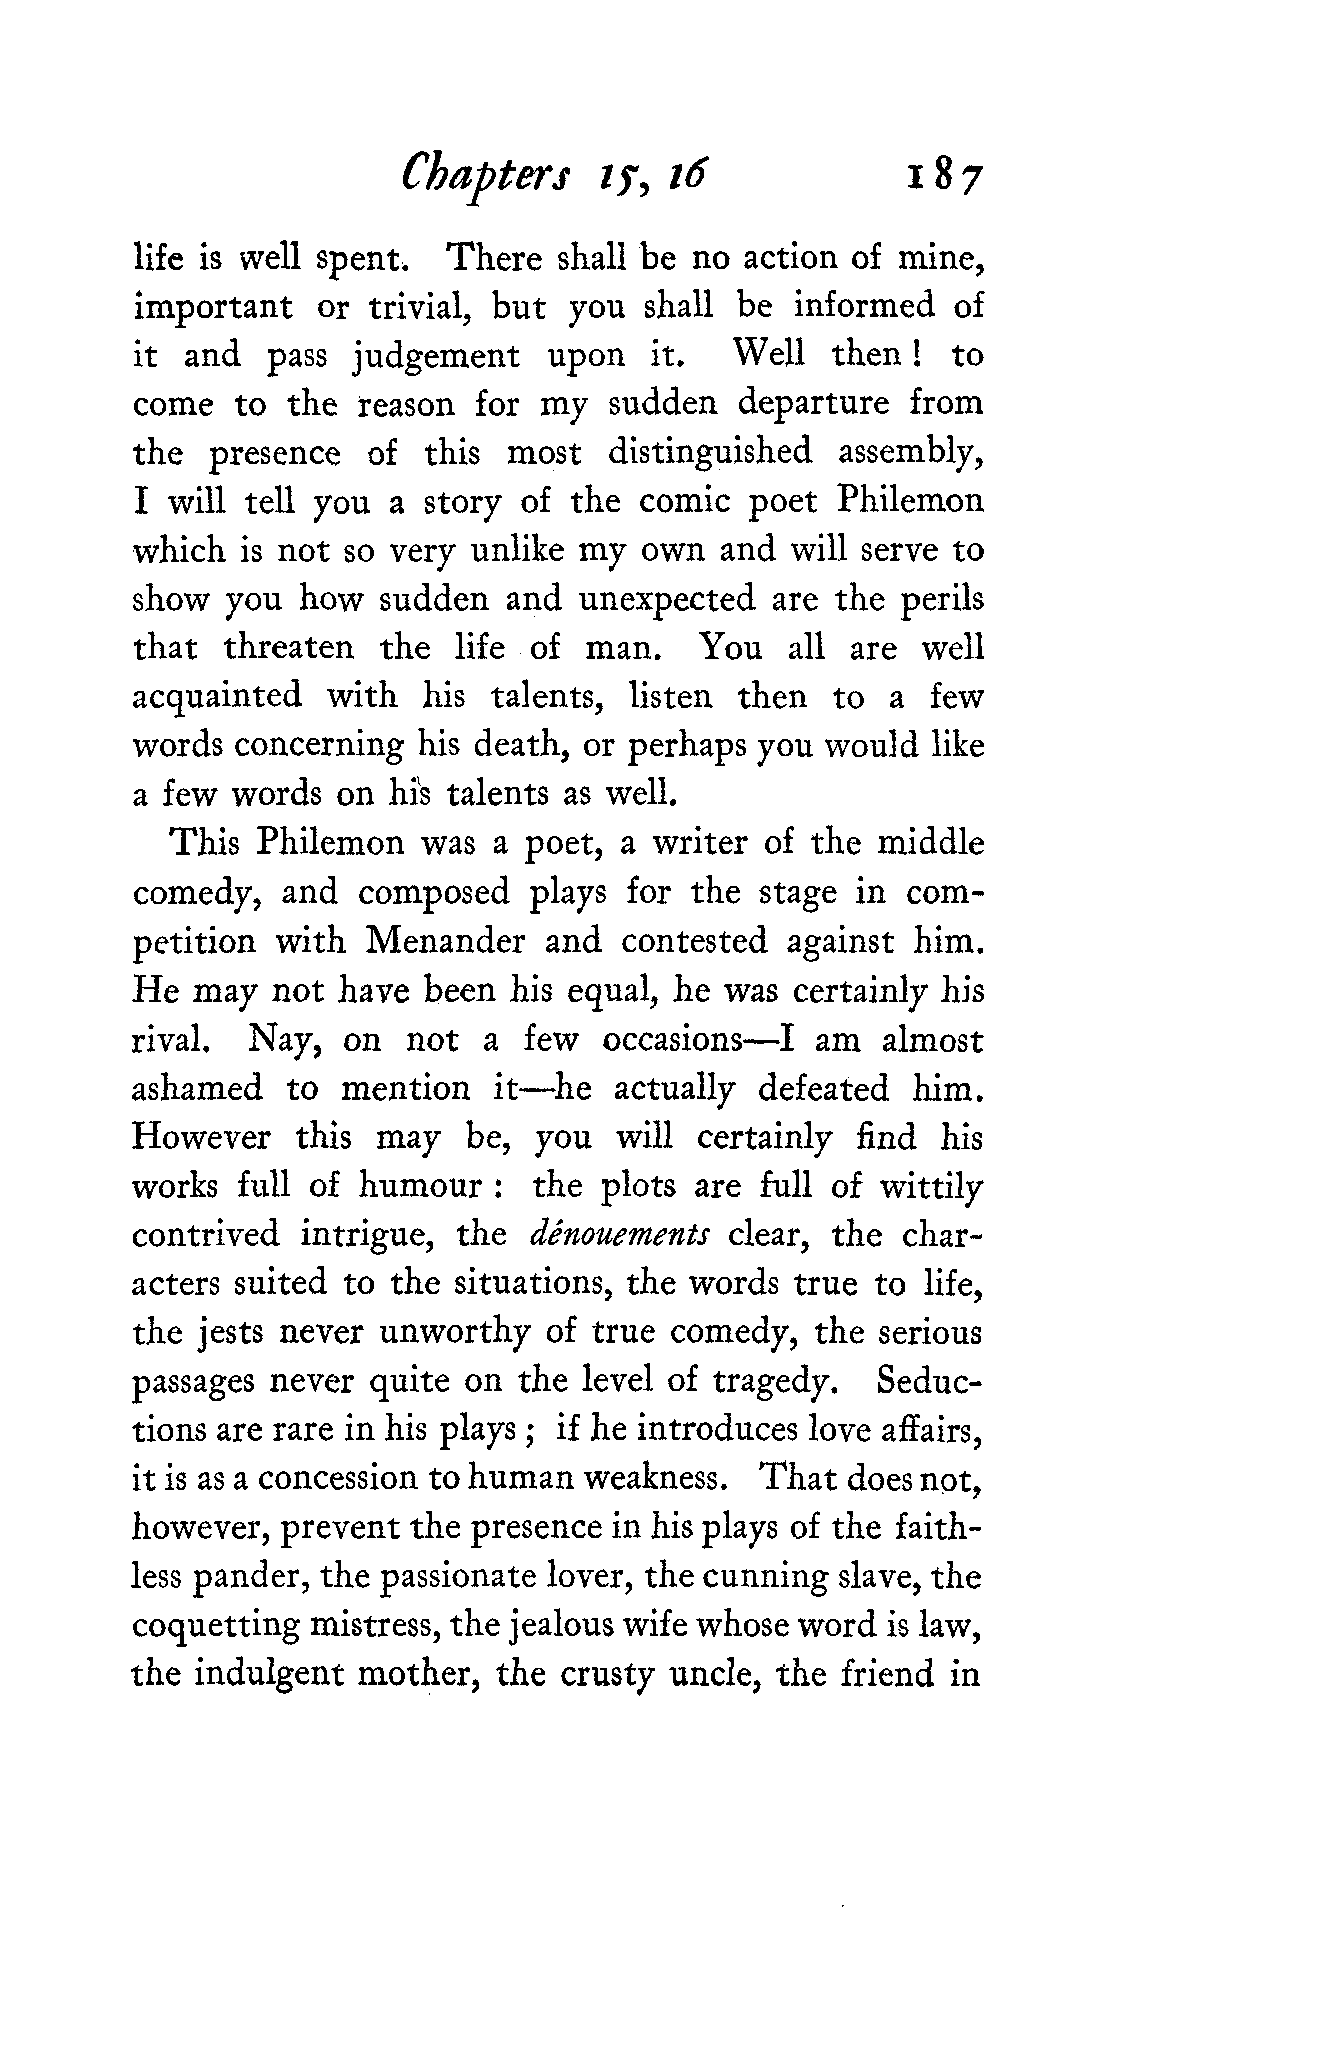 Chapters 15, 16 187
life is well spent. There shall be no action of mine,
important or trivial, but you shall be informed of
it and pass judgement upon it. Well then ! to
come to the reason for my sudden departure from
the presence of this most distinguished assembly,
I will tell you a story of the comic poet Philemon
which is not so very unlike my own and will serve to
show you how sudden and unexpected are the perils
that threaten the life of man. You all are well
acquainted with his talents, listen then to a few
words concerning his death, or perhaps you would like
a few words on his talents as well.
This Philemon was a poet, a writer of the middle
comedy, and composed plays for the stage in com-
petition with Menander and contested against him.
He may not have been his equal, he was certainly his
rival. Nay, on not a few occasions—I am almost
ashamed to mention it—he actually defeated him.
However this may be, you will certainly find his
works full of humour : the plots are full of wittily
contrived intrigue, the dénouements clear, the char-
acters suited to the situations, the words true to life,
the jests never unworthy of true comedy, the serious
passages never quite on the level of tragedy. Seduc-
tions are rare in his plays ; if he introduces love affairs,
it is as a concession to human weakness. That does not,
however, prevent the presence in his plays of the faith-
less pander, the passionate lover, the cunning slave, the
coquetting mistress, the jealous wife whose word is law,
the indulgent mother, the crusty uncle, the friend in